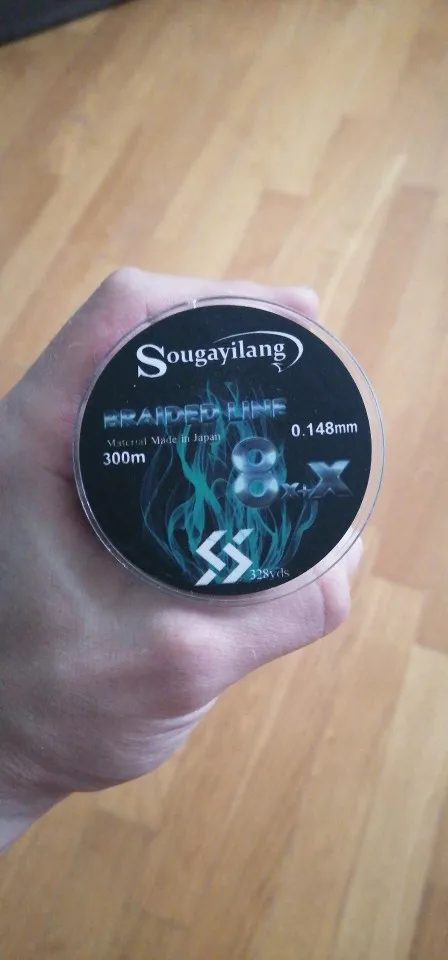 Sougayilang
BRAIDED LINE
Material Made in Japan
0.148mm
300m
8X+X
328yds